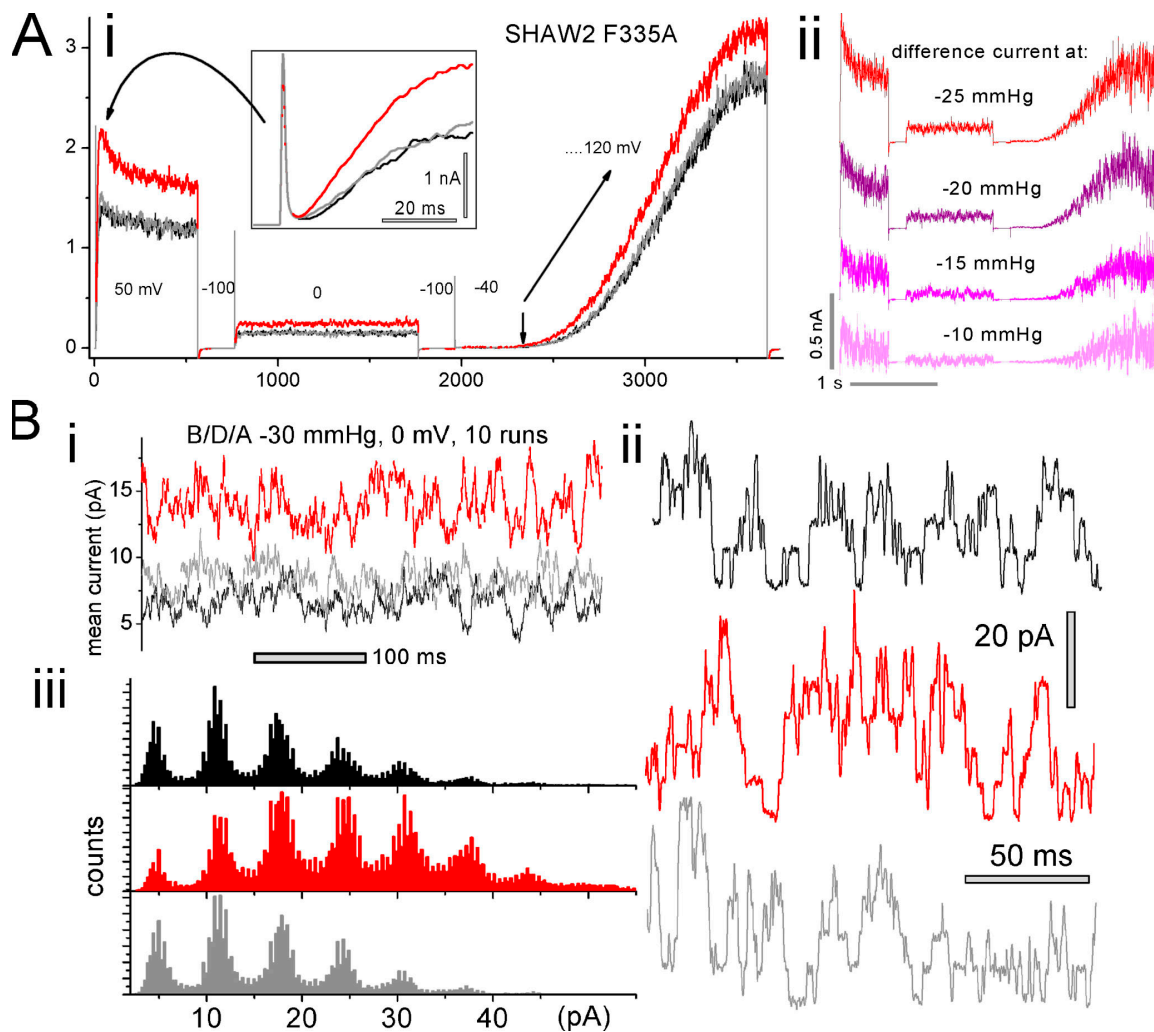 A
i
SHAW2 F335A
3
2
1
0
1 nA
20 ms
....120 mV
50 mV
-100
0
-100
-40
0
1000
2000
3000
ii
difference current at:
-25 mmHg
-20 mmHg
-15 mmHg
-10 mmHg
0.5 nA
1 s
B
i
B/D/A -30 mmHg, 0 mV, 10 runs
mean current (pA)
15
10
5
100 ms
ii
20 pA
50 ms
iii
counts
10
20
30
40
(pA)